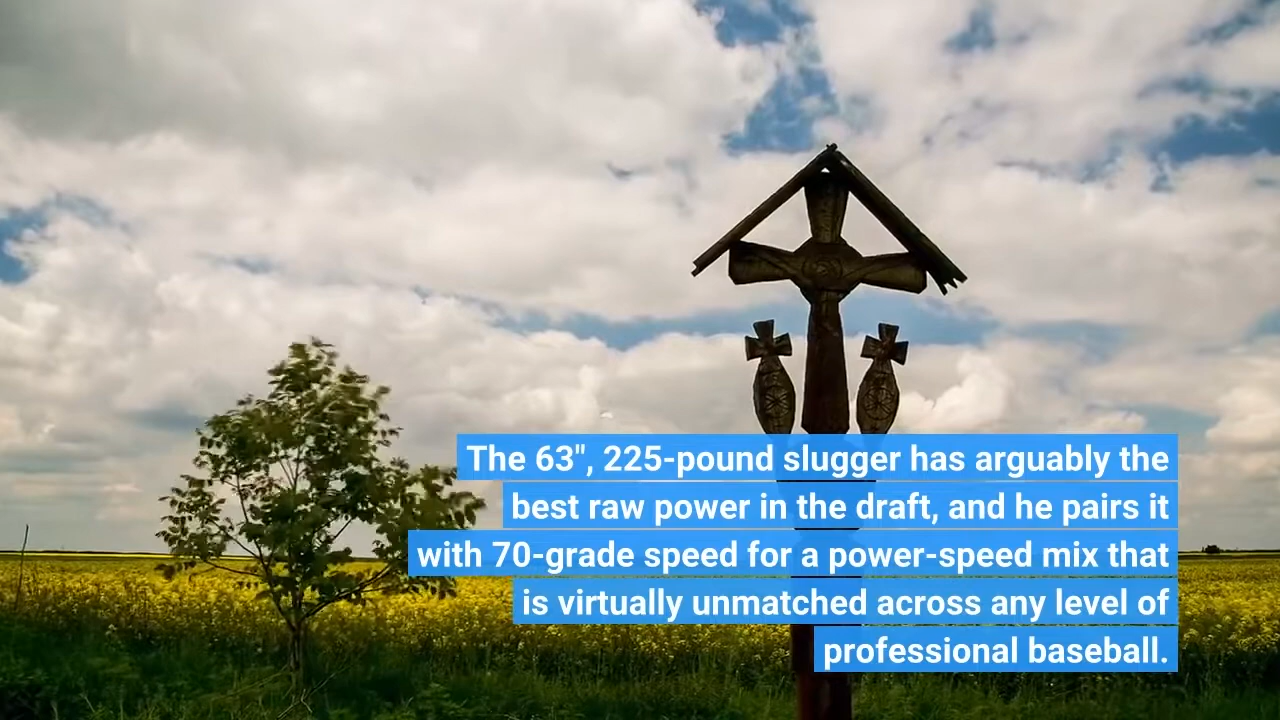 The 63", 225-pound slugger has arguably the
best raw power in the draft, and he pairs it
with 70-grade speed for a power-speed mix that
is virtually unmatched across any level of
professional baseball.